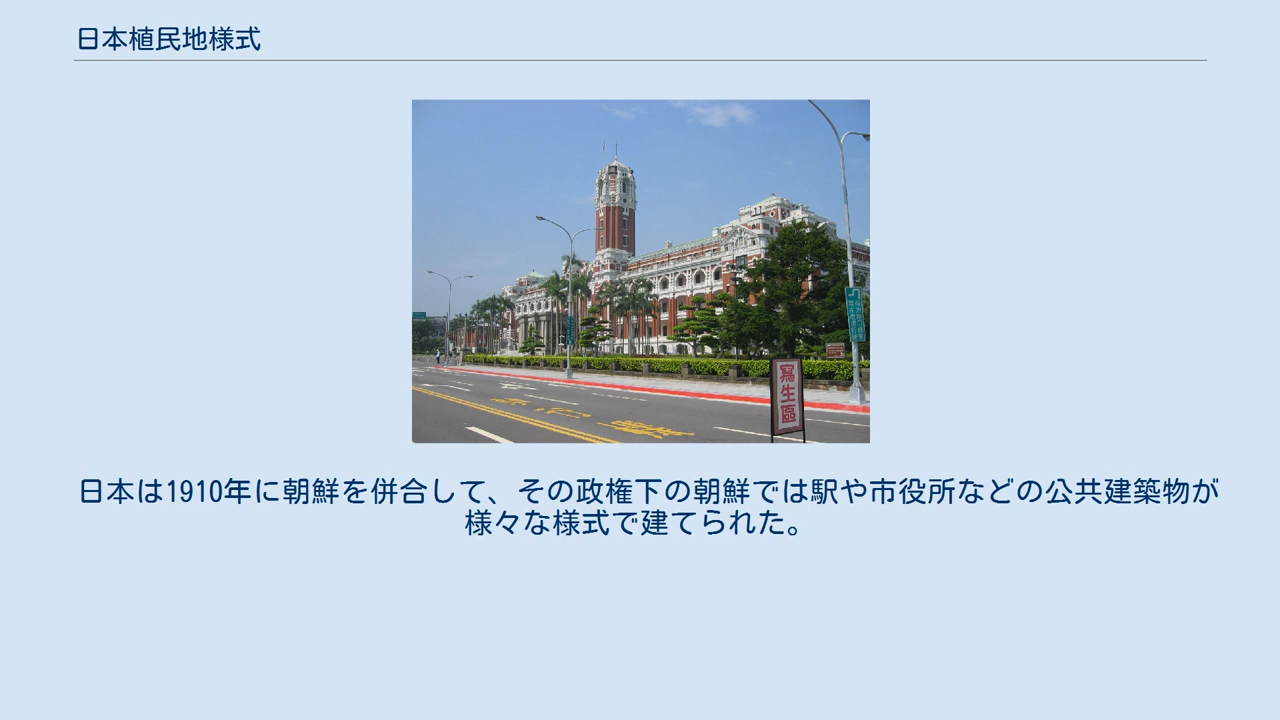 日本植民地様式
寫生區
日本は1910年に朝鮮を併合して、その政権下の朝鮮では駅や市役所などの公共建築物が
様々な様式で建てられた。